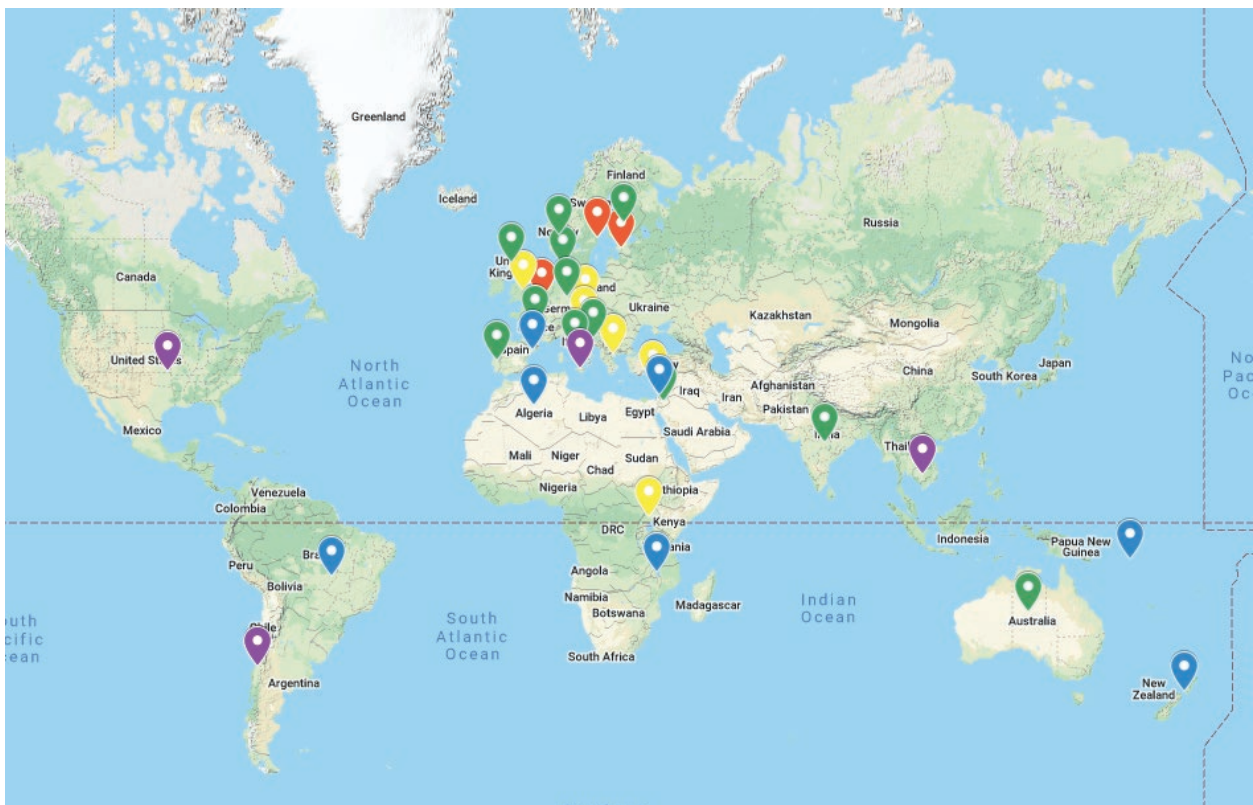 Greenland
Iceland
Finland
Russia
Canada
Ukraine
Kazakhstan
Mongolia
United States
North
Atlantic
Ocean
Spain
Japan
South Korea
China
Afghanistan
Iraq
Iran
Pakistan
Algeria
Libya
Egypt
Saudi Arabia
Mexico
Mali
Niger
Chad
Sudan
Nigeria
Venezuela
Colombia
DRC
Kenya
Indonesia
Papua New
Guinea
Peru
Bolivia
Angola
Namibia
Botswana
Madagascar
Indian
Ocean
South
Atlantic
Ocean
Australia
Chile
South Africa
Argentina
New
Zealand